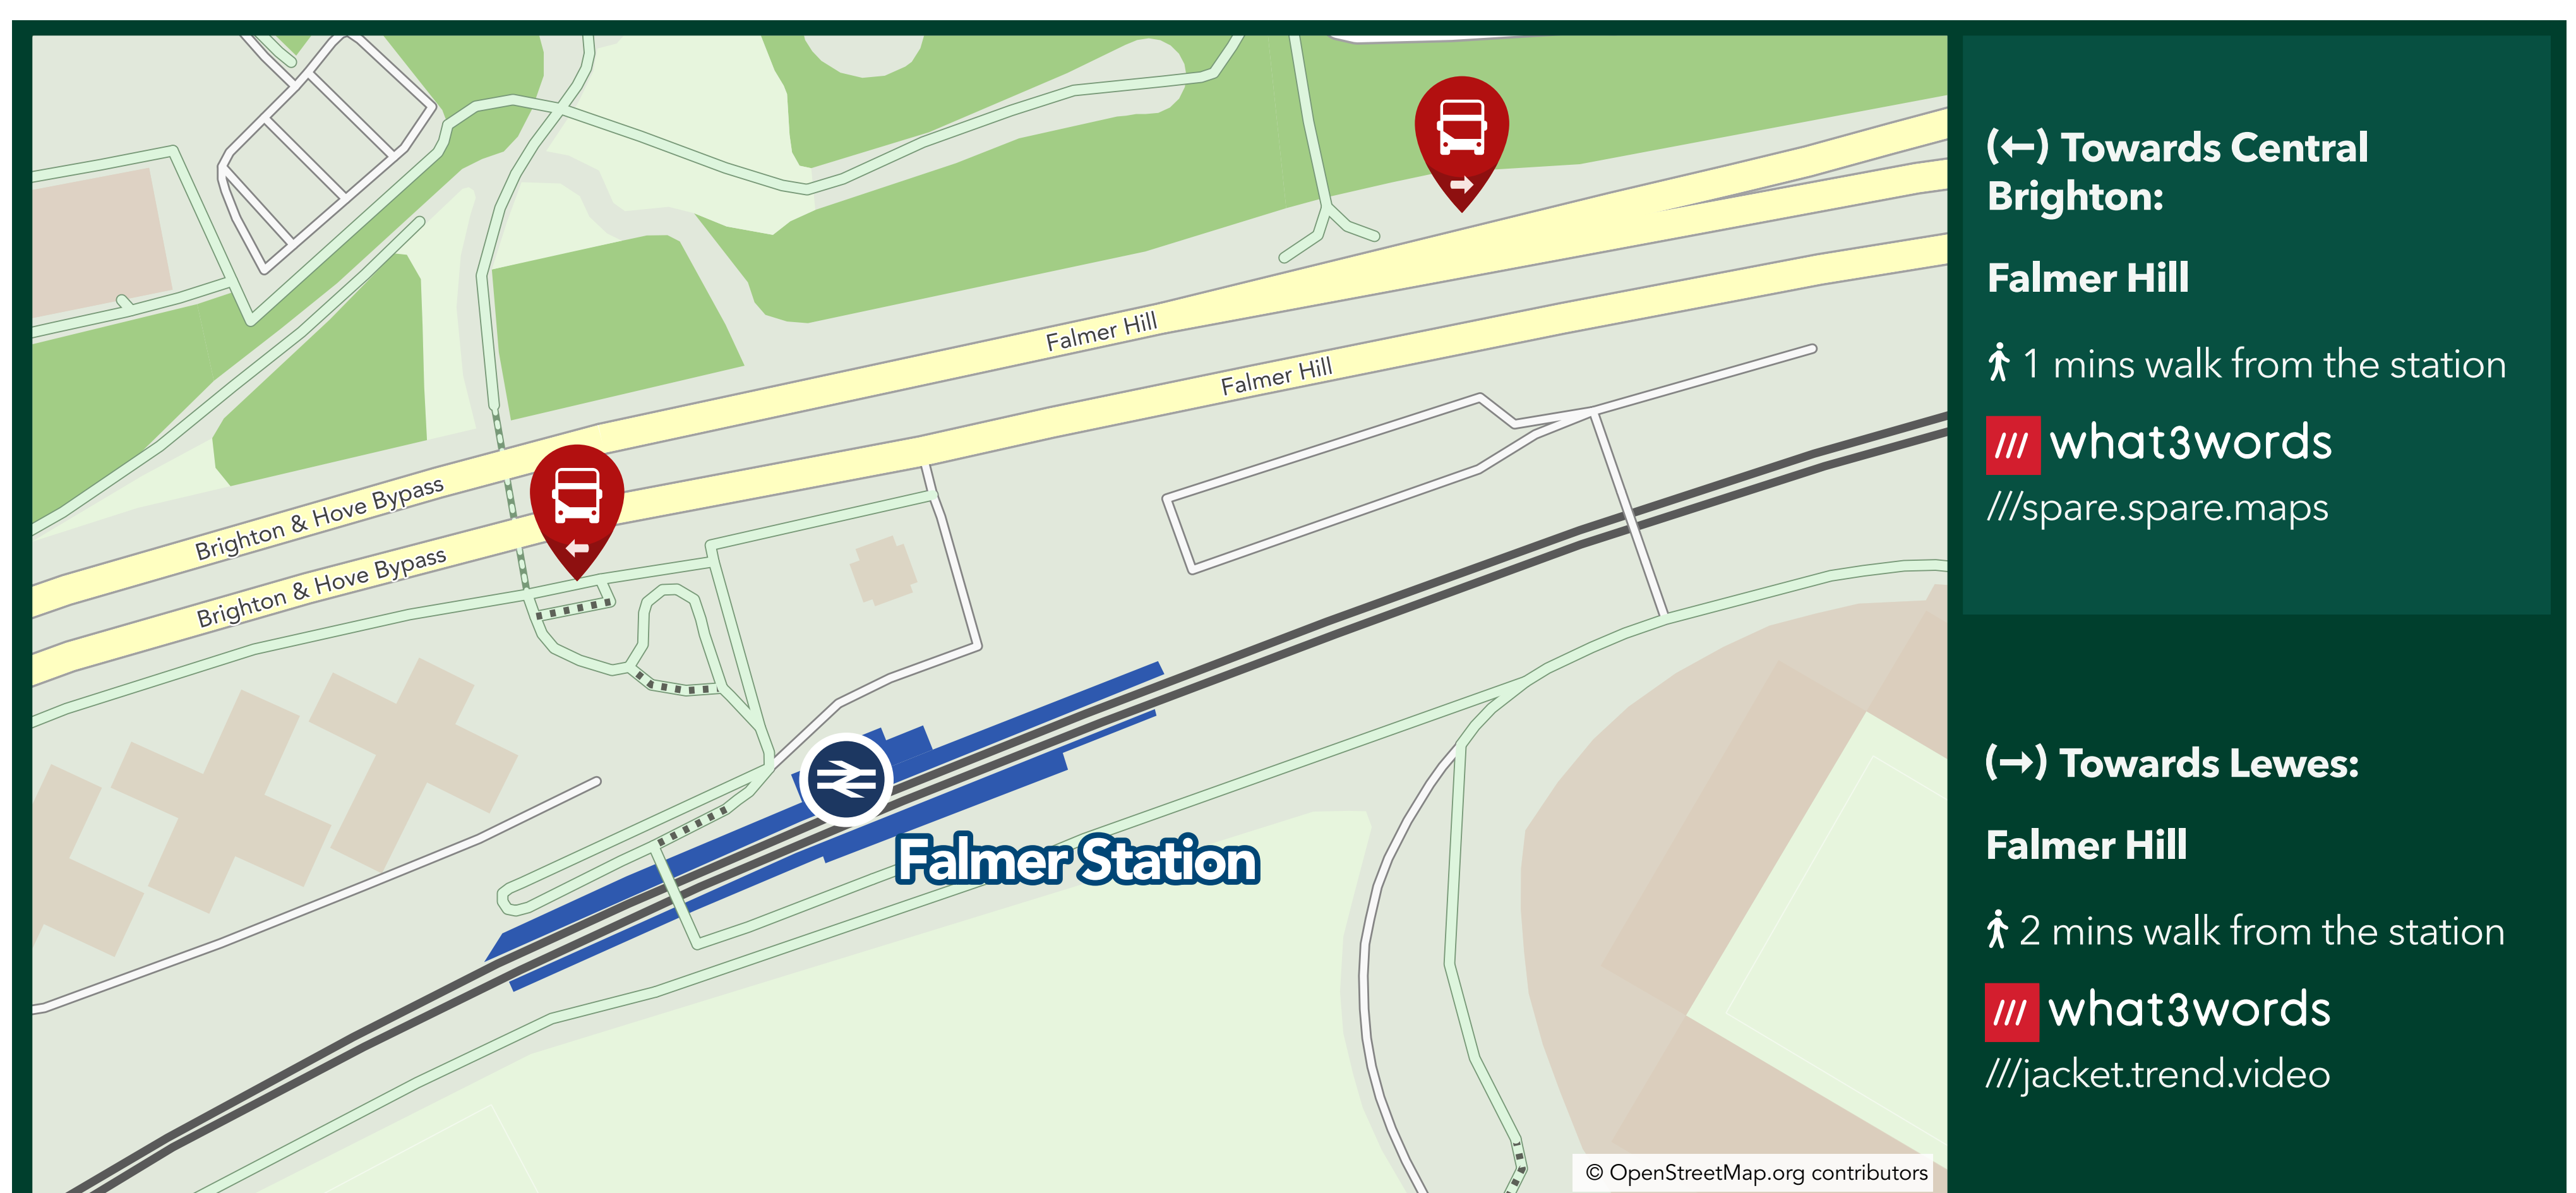 Falmer Hill
Falmer Hill
Brighton & Hove Bypass
Brighton & Hove Bypass
Falmer Station
© OpenStreetMap.org contributors
(←) Towards Central
Brighton:
Falmer Hill
1 mins walk from the station
/// what3words
///spare.spare.maps
(→) Towards Lewes:
Falmer Hill
2 mins walk from the station
/// what3words
///jacket.trend.video